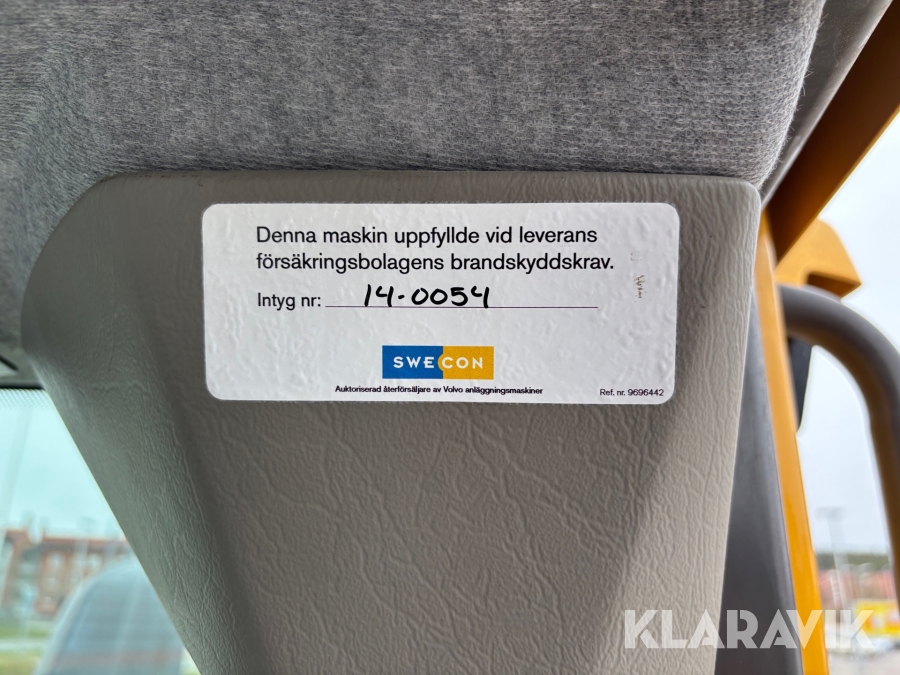 Denna maskin uppfyllde vid leverans
försäkringsbolagens brandskyddskrav.
Intyg nr: 14-0054
SWECON
Auktoriserad återförsäljare av Volvo anläggningsmaskiner
Ref. nr. 9696442
KLARAVIK